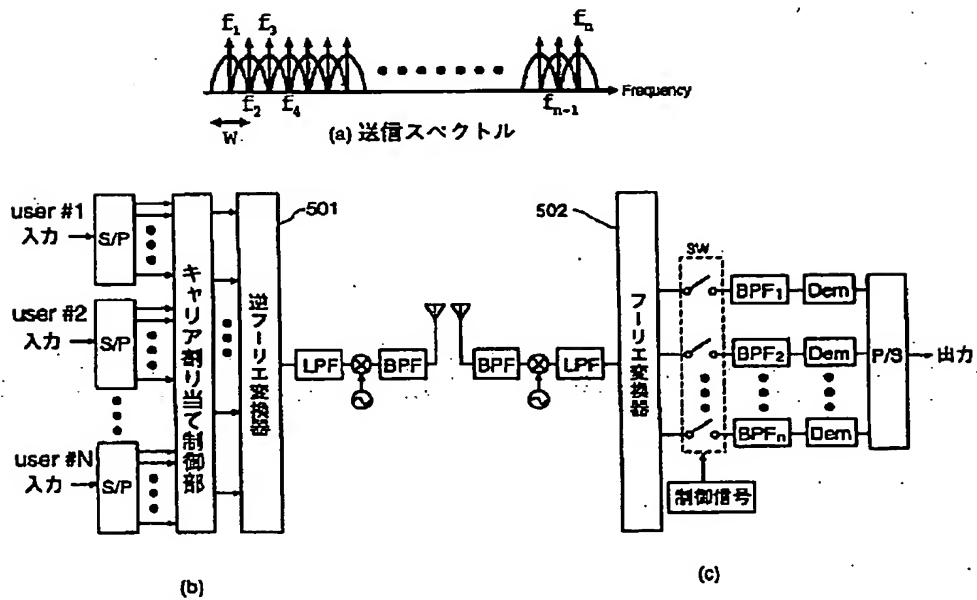 f1 f3 fn
f2 f4 fn-1
Frequency
W
(a) 送信スペクトル
user #1
入力
S/P
user #2
入力
S/P
user #N
入力
S/P
キャリア割り当て制御部
逆フーリエ変換器
501
LPF
BPF
BPF
LPF
502
フーリエ変換器
SW
BPF1
Dem
BPF2
Dem
BPFn
Dem
P/S
出力
制御信号
(b)
(c)